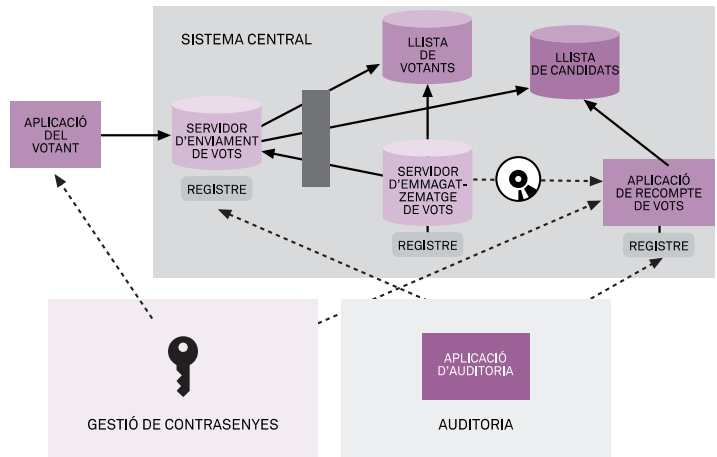 SISTEMA CENTRAL
LLISTA
DE
VOTANTS
LLISTA
DE CANDIDATS
APLICACIÓ
DEL
VOTANT
SERVIDOR
D'ENVIAMENT
DE VOTS
REGISTRE
SERVIDOR
D'EMMAGAT-
ZEMATGE
DE VOTS
REGISTRE
APLICACIÓ
DE RECOMPTE
DE VOTS
REGISTRE
GESTIÓ DE CONTRASENYES
APLICACIÓ
D'AUDITORIA
AUDITORIA